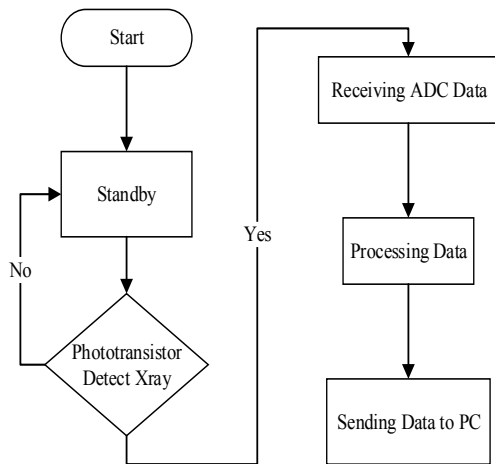 Start
Standby
No
Phototransistor
Detect Xray
Yes
Receiving ADC Data
Processing Data
Sending Data to PC